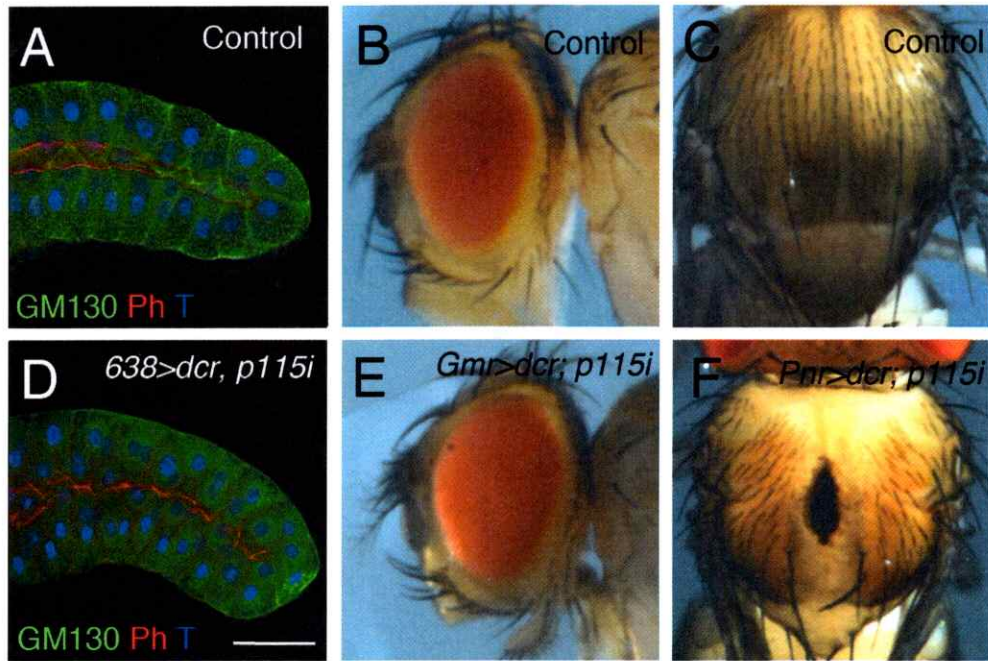 A Control
GM130 Ph T
B Control
C Control
D 638>dcr, p115i
GM130 Ph T
E Gmr>dcr; p115i
F Pnr>dcr; p115i